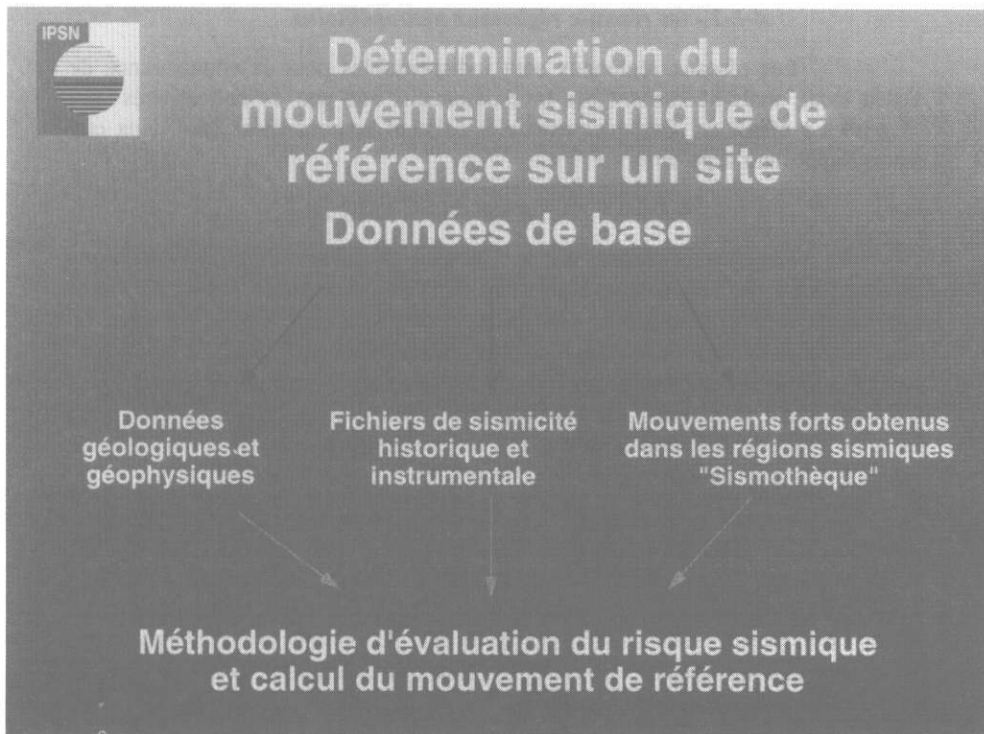 IPSN
Détermination du
mouvement sismique de
référence sur un site
Données de base
Données
géologiques et
géophysiques
Fichiers de sismicité
historique et
instrumentale
Mouvements forts obtenus
dans les régions sismiques
"Sismothèque"
Méthodologie d'évaluation du risque sismique
et calcul du mouvement de référence